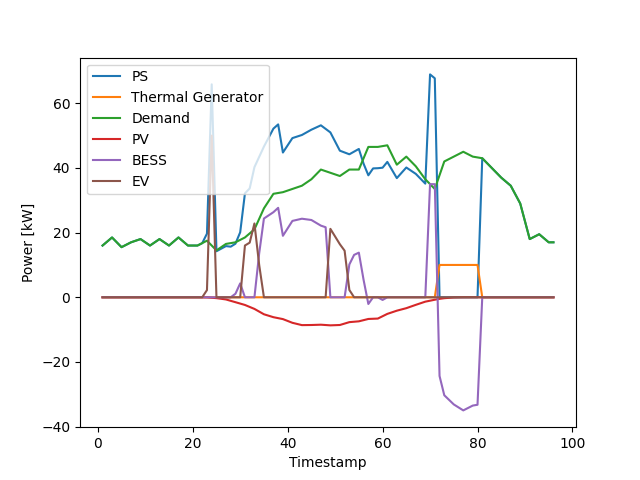 PS
Thermal Generator
Demand
PV
BESS
EV
Power [kW]
60
40
20
0
−20
−40
0 20 40 60 80 100
Timestamp